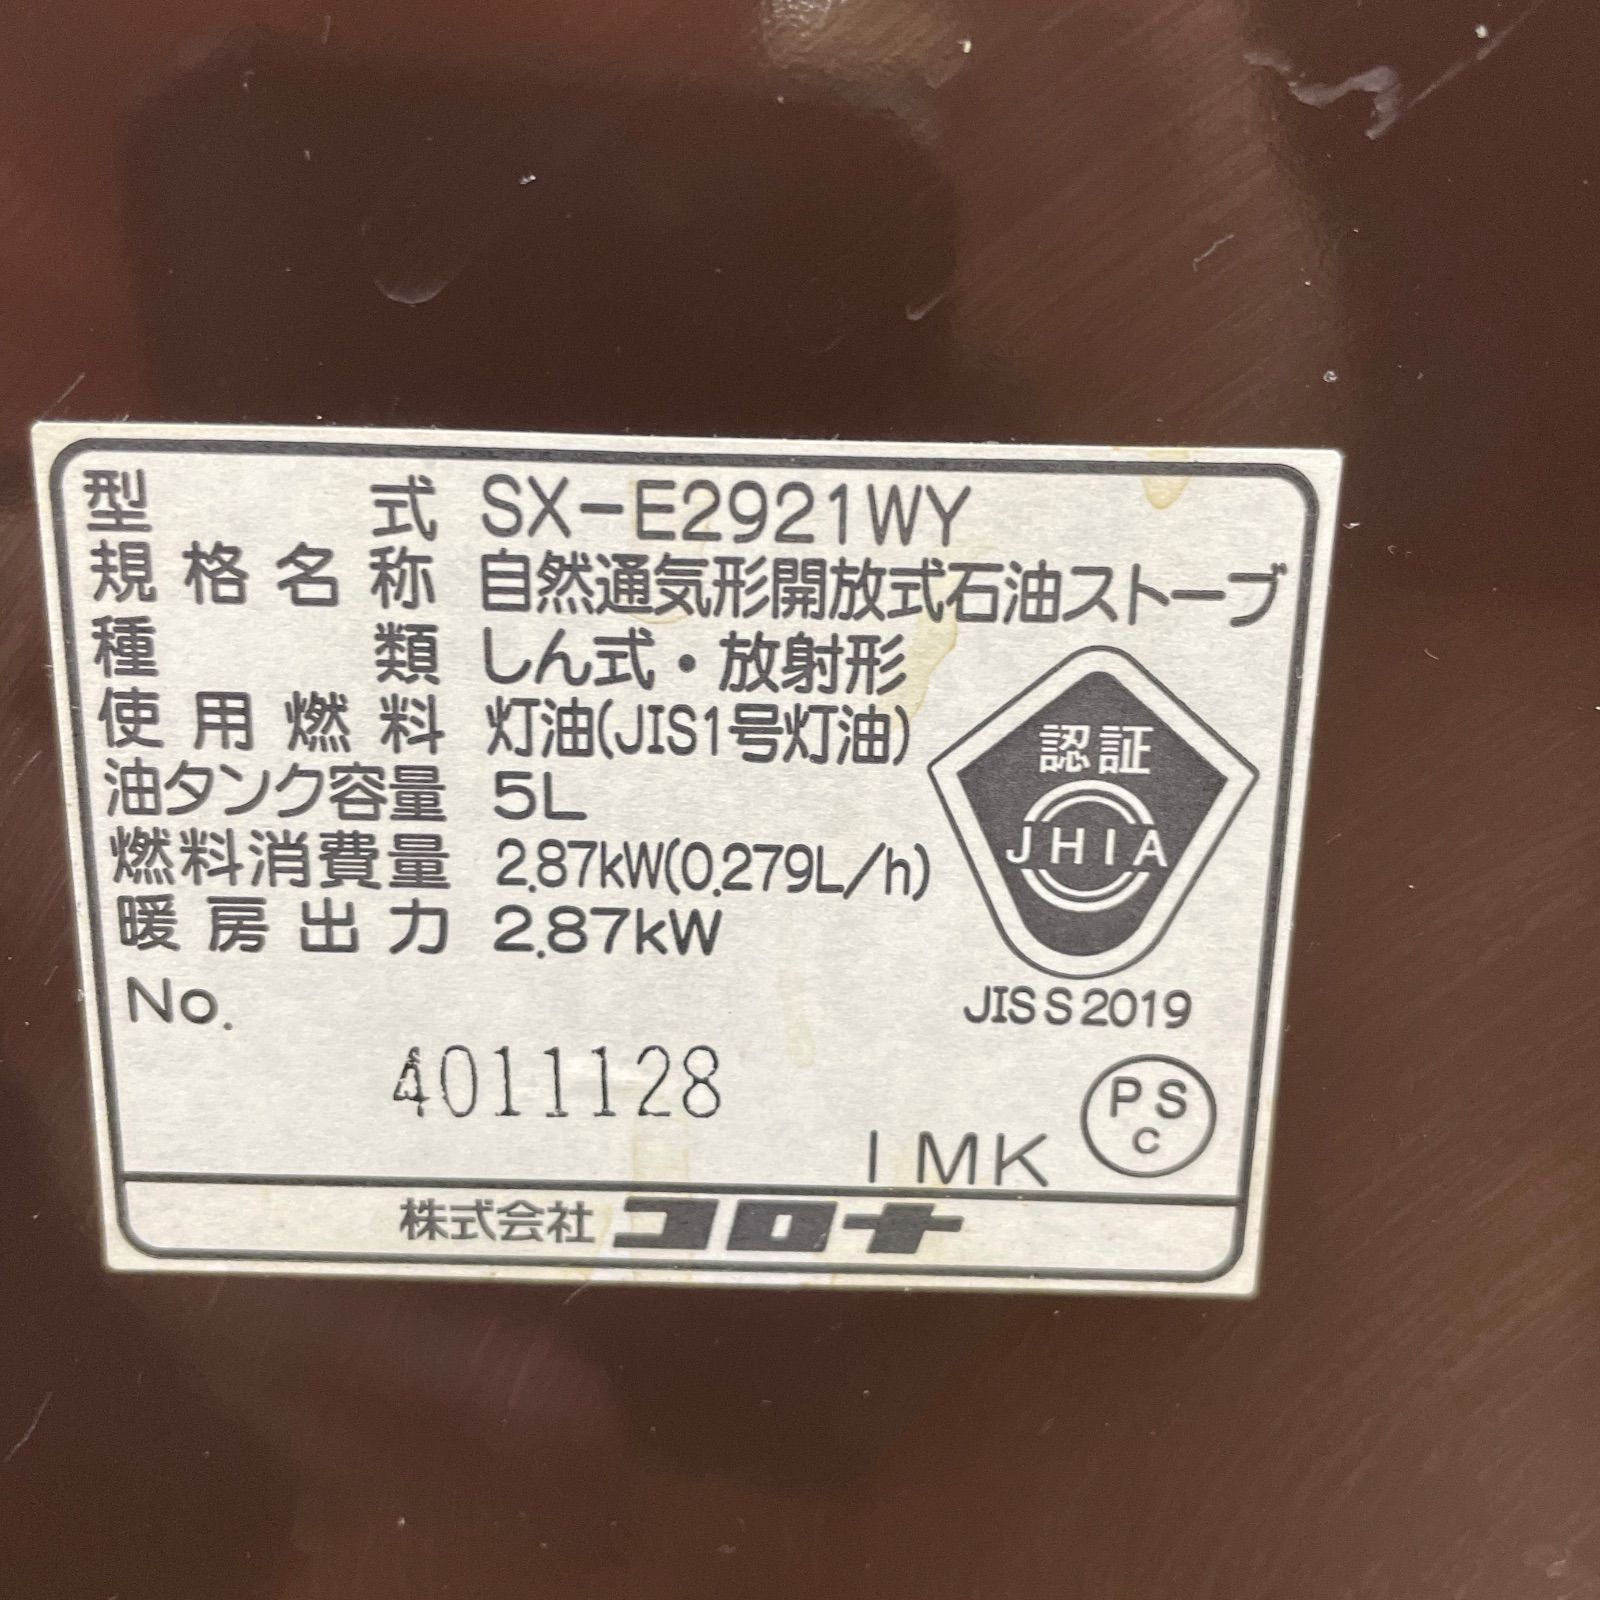 型式 SX-E2921WY
規格名称 自然通気形開放式石油ストーブ
種類 しん式・放射形
使用燃料 灯油(JIS1号灯油)
油タンク容量 5L
燃料消費量 2.87kW(0.279L/h)
暖房出力 2.87kW
認証
JHIA
JIS S 2019
No.
4011128
PS
C
IMK
株式会社 コロナ